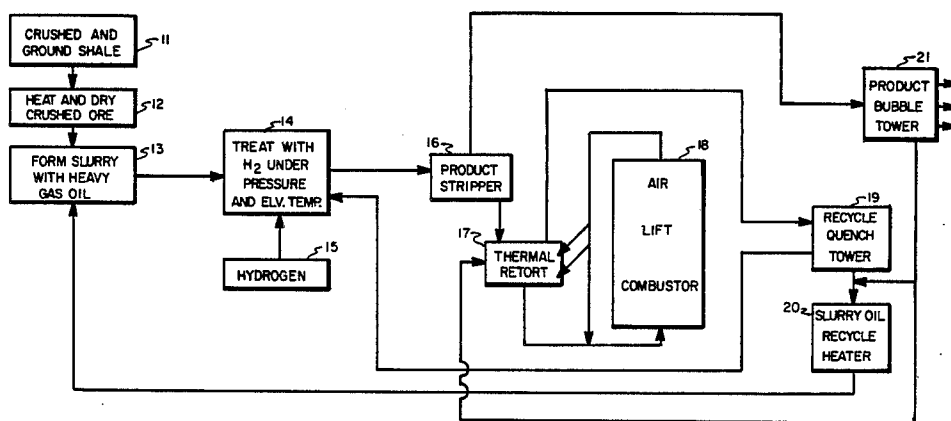 CRUSHED AND
GROUND SHALE
11
HEAT AND DRY
CRUSHED ORE
12
FORM SLURRY
WITH HEAVY
GAS OIL
13
14
TREAT WITH
H2 UNDER
PRESSURE
AND ELV. TEMP.
HYDROGEN
15
16
PRODUCT
STRIPPER
17
THERMAL
RETORT
18
AIR
LIFT
COMBUSTOR
21
PRODUCT
BUBBLE
TOWER
19
RECYCLE
QUENCH
TOWER
20
SLURRY OIL
RECYCLE
HEATER